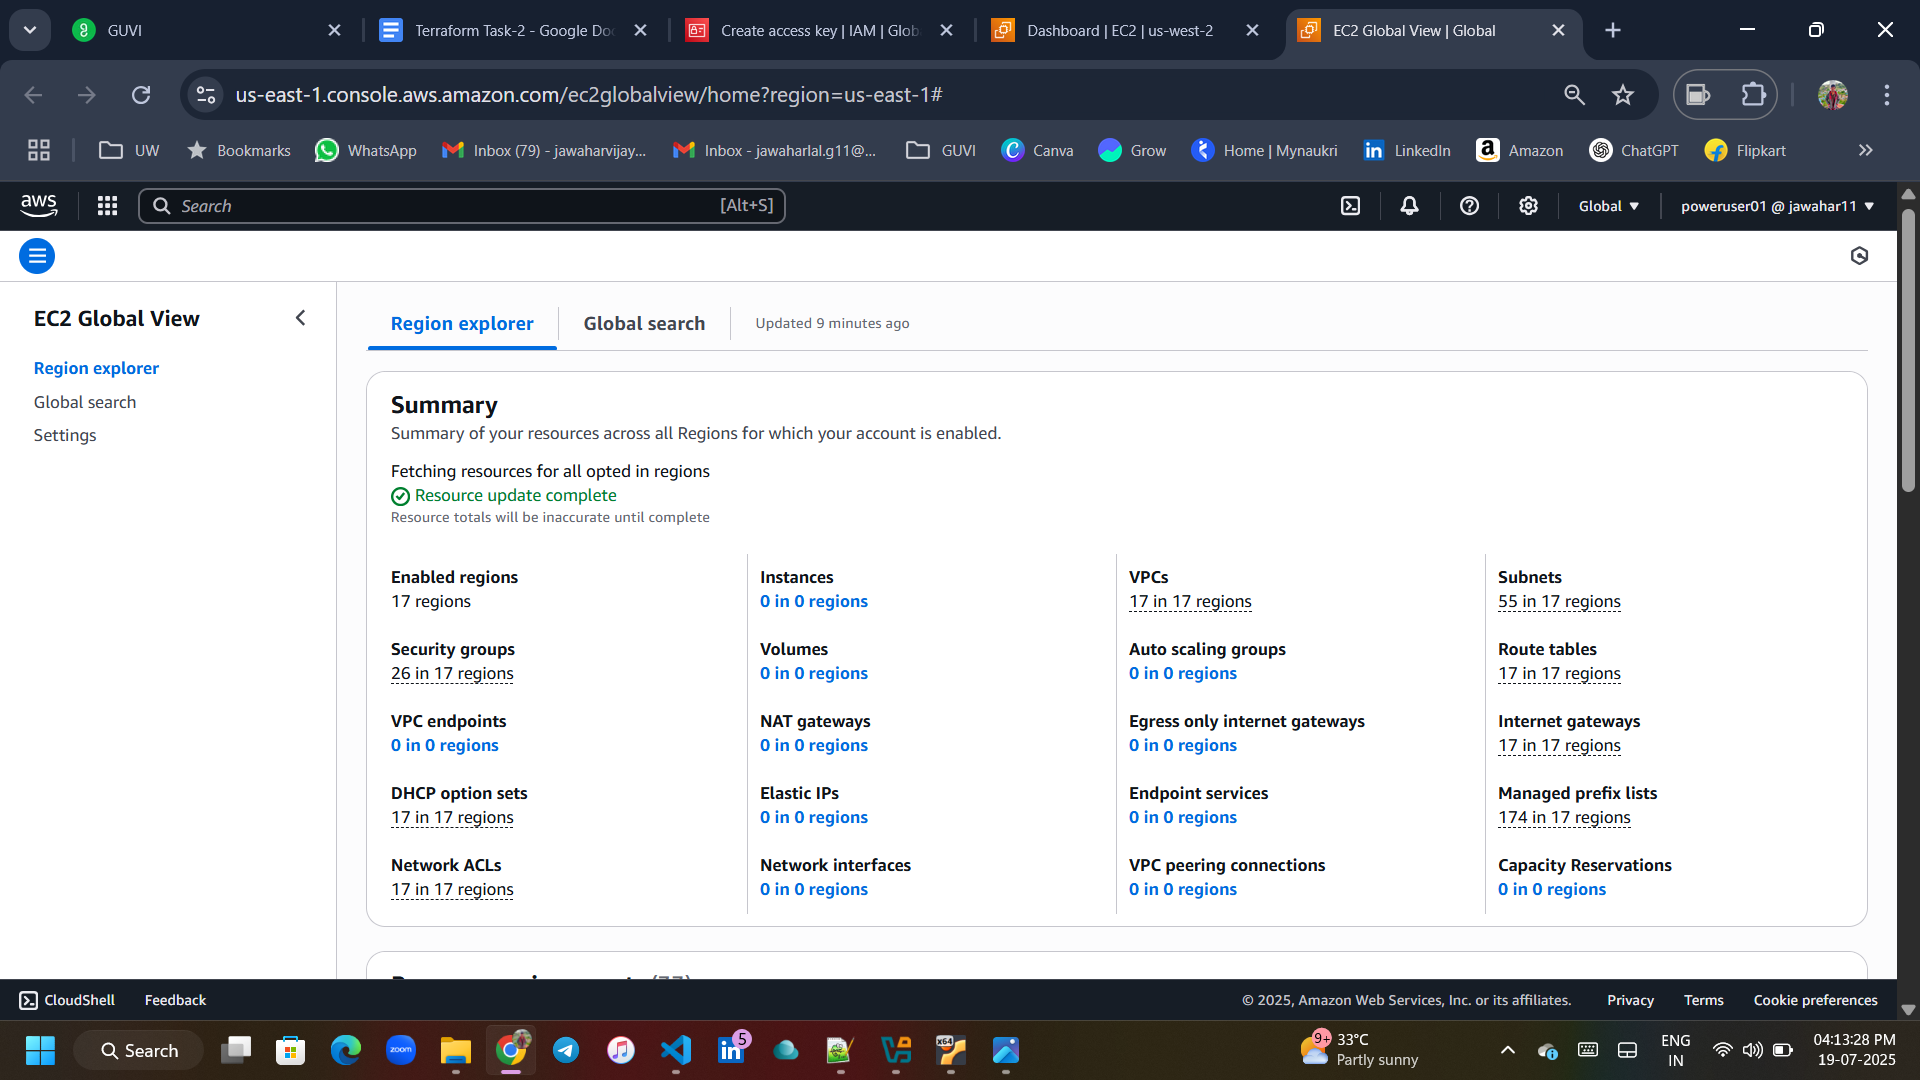 GUVI
Terraform Task-2 - Google Doc
Create access key | IAM | Glob
Dashboard | EC2 | us-west-2
EC2 Global View | Global
us-east-1.console.aws.amazon.com/ec2globalview/home?region=us-east-1#
UW
Bookmarks
WhatsApp
Inbox (79) - jawaharvijay...
Inbox - jawaharlal.g11@...
GUVI
Canva
Grow
Home | Mynaukri
LinkedIn
Amazon
ChatGPT
Flipkart
aws
Search
[Alt+S]
Global
poweruser01 @ jawahar11
EC2 Global View
Region explorer
Global search
Settings
Region explorer
Global search
Updated 9 minutes ago
Summary
Summary of your resources across all Regions for which your account is enabled.
Fetching resources for all opted in regions
Resource update complete
Resource totals will be inaccurate until complete
Enabled regions
17 regions
Instances
0 in 0 regions
VPCs
17 in 17 regions
Subnets
55 in 17 regions
Security groups
26 in 17 regions
Volumes
0 in 0 regions
Auto scaling groups
0 in 0 regions
Route tables
17 in 17 regions
VPC endpoints
0 in 0 regions
NAT gateways
0 in 0 regions
Egress only internet gateways
0 in 0 regions
Internet gateways
17 in 17 regions
DHCP option sets
17 in 17 regions
Elastic IPs
0 in 0 regions
Endpoint services
0 in 0 regions
Managed prefix lists
174 in 17 regions
Network ACLs
17 in 17 regions
Network interfaces
0 in 0 regions
VPC peering connections
0 in 0 regions
Capacity Reservations
0 in 0 regions
CloudShell
Feedback
© 2025, Amazon Web Services, Inc. or its affiliates.
Privacy
Terms
Cookie preferences
Search
zoom
5
x64
9+
33°C
Partly sunny
ENG
IN
04:13:28 PM
19-07-2025